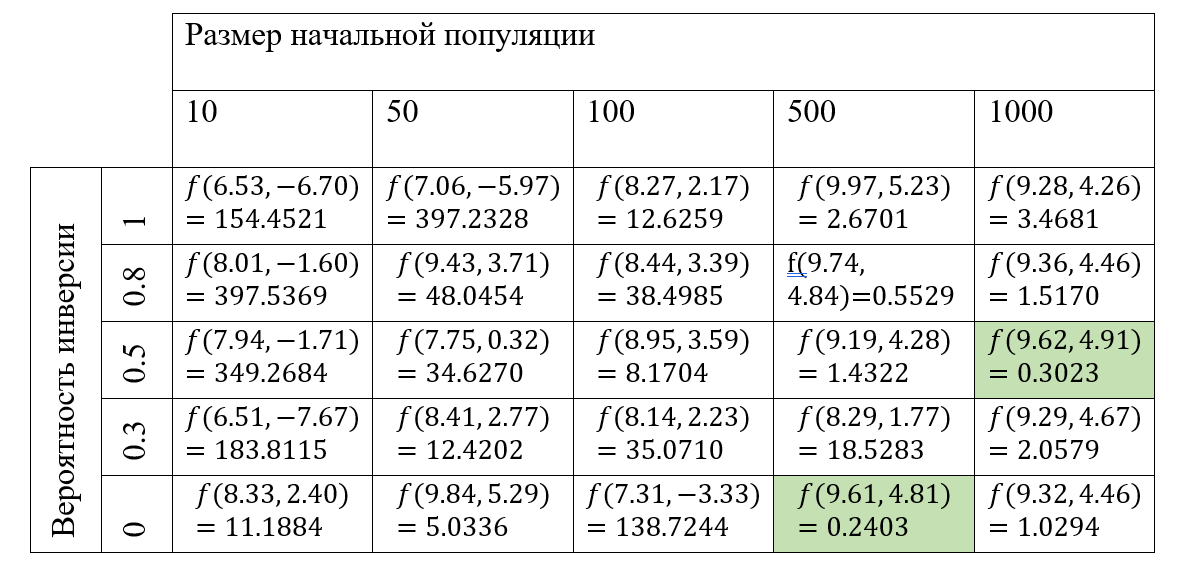 Размер начальной популяции
10 50 100 500 1000
Вероятность инверсии
1
f(6.53, −6.70) f(7.06, −5.97) f(8.27, 2.17) f(9.97, 5.23) f(9.28, 4.26)
= 154.4521 = 397.2328 = 12.6259 = 2.6701 = 3.4681
0.8
f(8.01, −1.60) f(9.43, 3.71) f(8.44, 3.39) f(9.74, f(9.36, 4.46)
= 397.5369 = 48.0454 = 38.4985 4.84)=0.5529 = 1.5170
0.5
f(7.94, −1.71) f(7.75, 0.32) f(8.95, 3.59) f(9.19, 4.28) f(9.62, 4.91)
= 349.2684 = 34.6270 = 8.1704 = 1.4322 = 0.3023
0.3
f(6.51, −7.67) f(8.41, 2.77) f(8.14, 2.23) f(8.29, 1.77) f(9.29, 4.67)
= 183.8115 = 12.4202 = 35.0710 = 18.5283 = 2.0579
0
f(8.33, 2.40) f(9.84, 5.29) f(7.31, −3.33) f(9.61, 4.81) f(9.32, 4.46)
= 11.1884 = 5.0336 = 138.7244 = 0.2403 = 1.0294